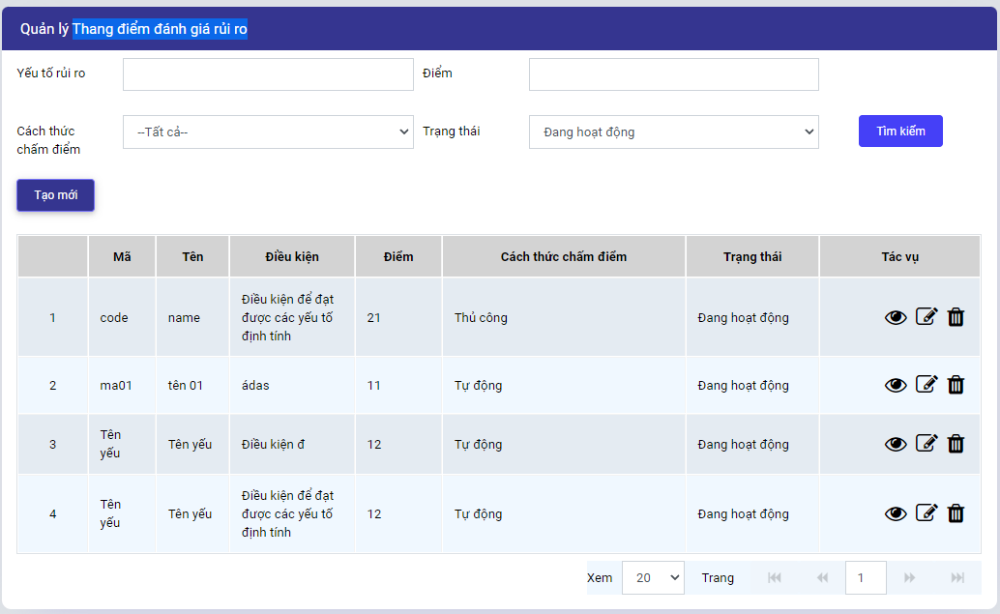 Quản lý Thang điểm đánh giá rủi ro
Yếu tố rủi ro
Điểm
Cách thức
chấm điểm
--Tất cả--
Trạng thái
Đang hoạt động
Tìm kiếm
Tạo mới
Mã Tên Điều kiện Điểm Cách thức chấm điểm Trạng thái Tác vụ
1 code name
Điều kiện để đạt
được các yếu tố
định tính
21 Thủ công Đang hoạt động
2 ma01 tên 01 ádas 11 Tự động Đang hoạt động
3
Tên
yếu
Tên yếu Điều kiện đ 12 Tự động Đang hoạt động
4
Tên
yếu
Tên yếu
Điều kiện để đạt
được các yếu tố
định tính
12 Tự động Đang hoạt động
Xem 20 Trang 1